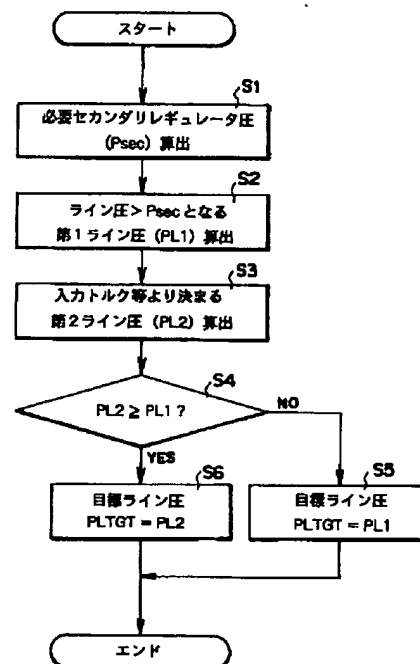 スタート
S1
必要セカンダリレギュレータ圧
(Psec) 算出
S2
ライン圧＞Psecとなる
第1ライン圧 (PL1) 算出
S3
入力トルク等より決まる
第2ライン圧 (PL2) 算出
S4
PL2 ≧ PL1 ?
NO
YES
S6
目標ライン圧
PLTGT = PL2
S5
目標ライン圧
PLTGT = PL1
エンド